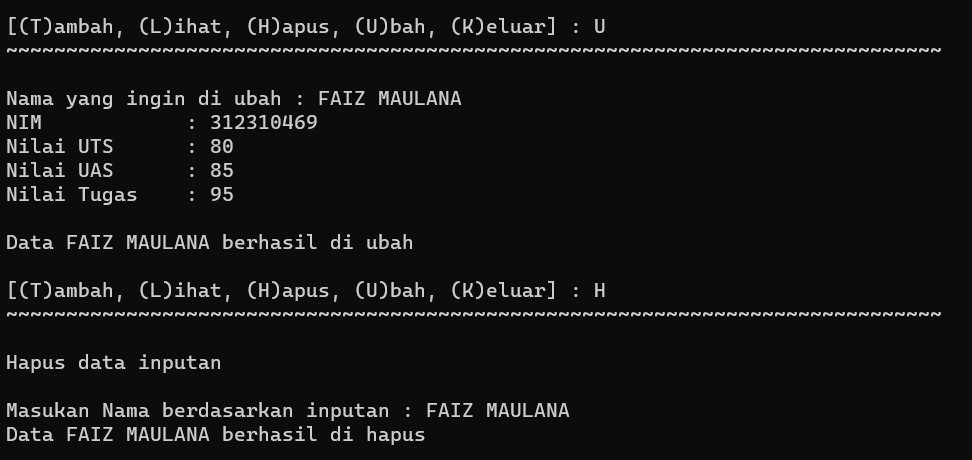 [(T)ambah, (L)ihat, (H)apus, (U)bah, (K)eluar] : U
~~~~~~~~~~~~~~~~~~~~~~~~~~~~~~~~~~~~~~~~~~~~~~~~~~~~~~~~~~~~~~~~~~~~~~~~~~~~~~
Nama yang ingin di ubah : FAIZ MAULANA
NIM            : 312310469
Nilai UTS      : 80
Nilai UAS      : 85
Nilai Tugas    : 95
Data FAIZ MAULANA berhasil di ubah
[(T)ambah, (L)ihat, (H)apus, (U)bah, (K)eluar] : H
~~~~~~~~~~~~~~~~~~~~~~~~~~~~~~~~~~~~~~~~~~~~~~~~~~~~~~~~~~~~~~~~~~~~~~~~~~~~~~
Hapus data inputan
Masukan Nama berdasarkan inputan : FAIZ MAULANA
Data FAIZ MAULANA berhasil di hapus